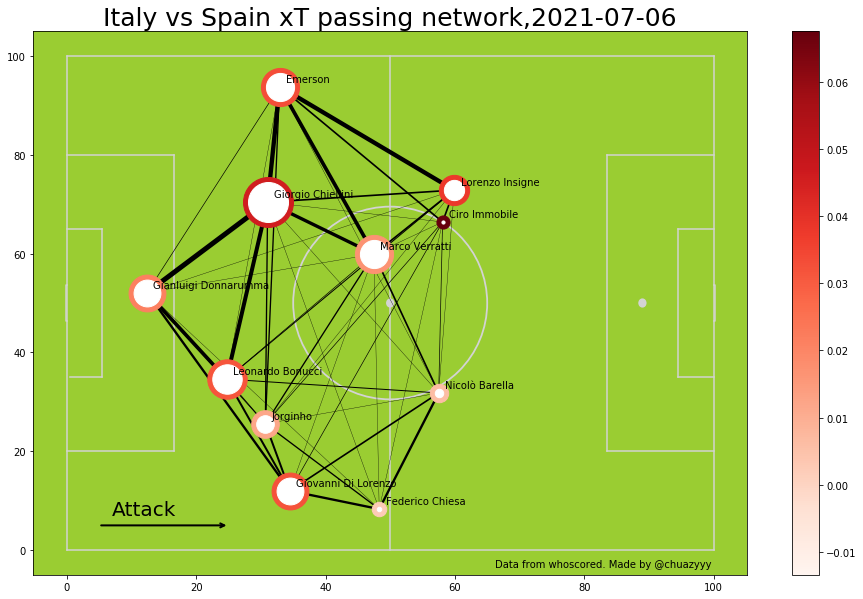 Italy vs Spain xT passing network,2021-07-06
Emerson
Lorenzo Insigne
Giorgio Chiellini
Ciro Immobile
Marco Verratti
Gianluigi Donnarumma
Leonardo Bonucci
Nicolò Barella
Jorginho
Giovanni Di Lorenzo
Federico Chiesa
Attack
Data from whoscored. Made by @chuazyyy
100
80
60
40
20
0
0
20
40
60
80
100
0.06
0.05
0.04
0.03
0.02
0.01
0.00
−0.01